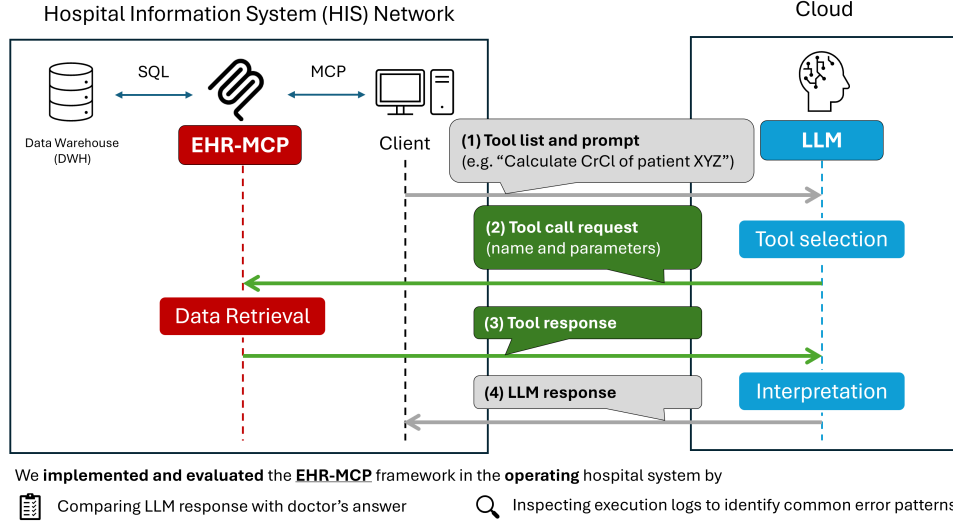 Hospital Information System (HIS) Network
Cloud
SQL
MCP
Data Warehouse
(DWH)
EHR-MCP
Client
LLM
(1) Tool list and prompt
(e.g. “Calculate CrCl of patient XYZ”)
(2) Tool call request
(name and parameters)
Tool selection
Data Retrieval
(3) Tool response
(4) LLM response
Interpretation
We implemented and evaluated the EHR-MCP framework in the operating hospital system by
Comparing LLM response with doctor’s answer
Inspecting execution logs to identify common error patterns